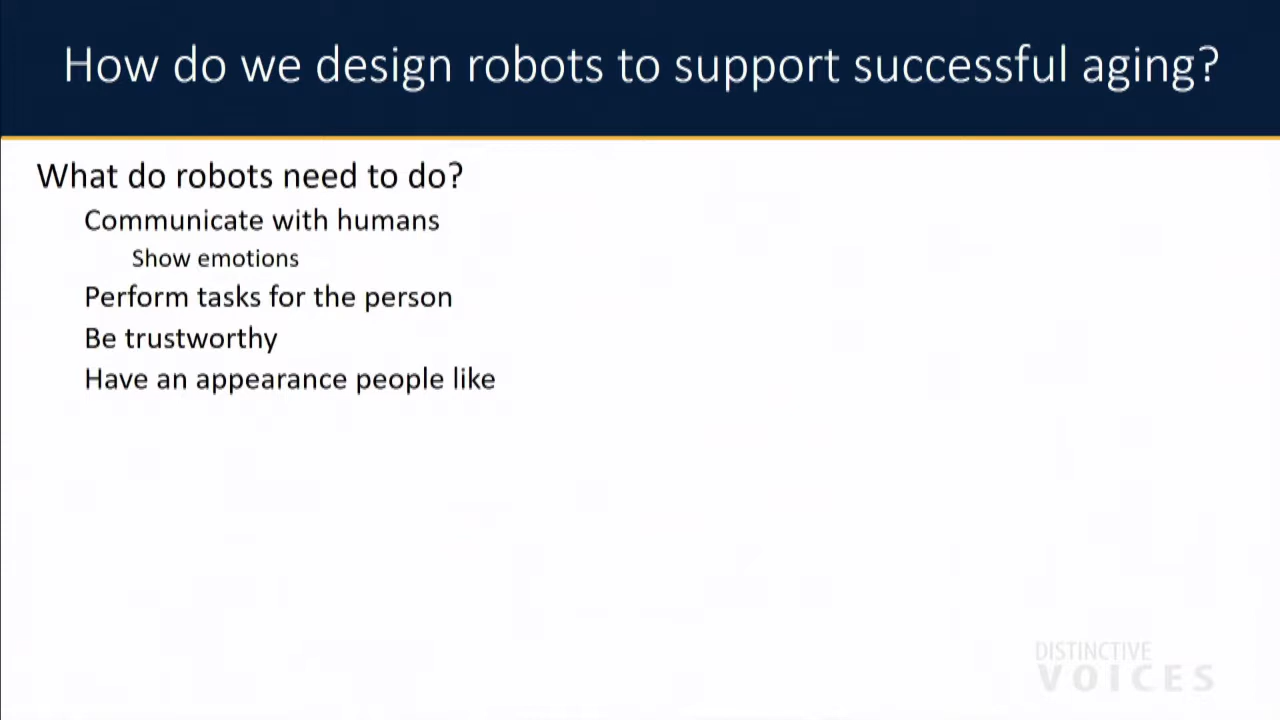 How do we design robots to support successful aging?
What do robots need to do?
Communicate with humans
Show emotions
Perform tasks for the person
Be trustworthy
Have an appearance people like
DISTINCTIVE
VOICES